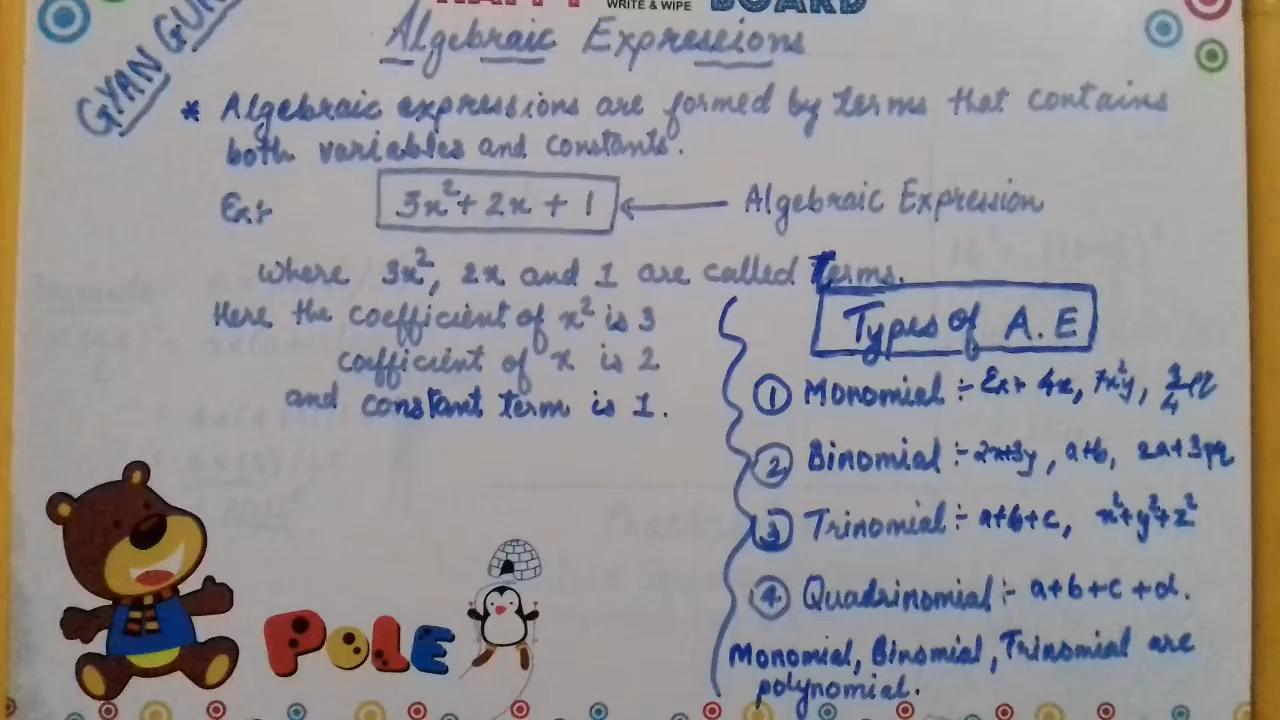 WRITE & WIPE BOARD
GYAN GUR
Algebraic Expressions
* Algebraic expressions are formed by terms that contains
both variables and constants.
Ex:- 3x²+ 2x + 1 ← Algebraic Expression
where 3x², 2x and 1 are called Terms.
Here the coefficient of x² is 3
coefficient of x is 2
and constant term is 1.
Types of A.E
① Monomial :- Ex:- 4x, 7x²y, 3/4 pq
② Binomial :- 2x+3y, a+b, 2a+3pq
③ Trinomial :- a+b+c, x²+y²+z²
④ Quadrinomial :- a+b+c+d.
Monomial, Binomial, Trinomial are
polynomial.
POLE